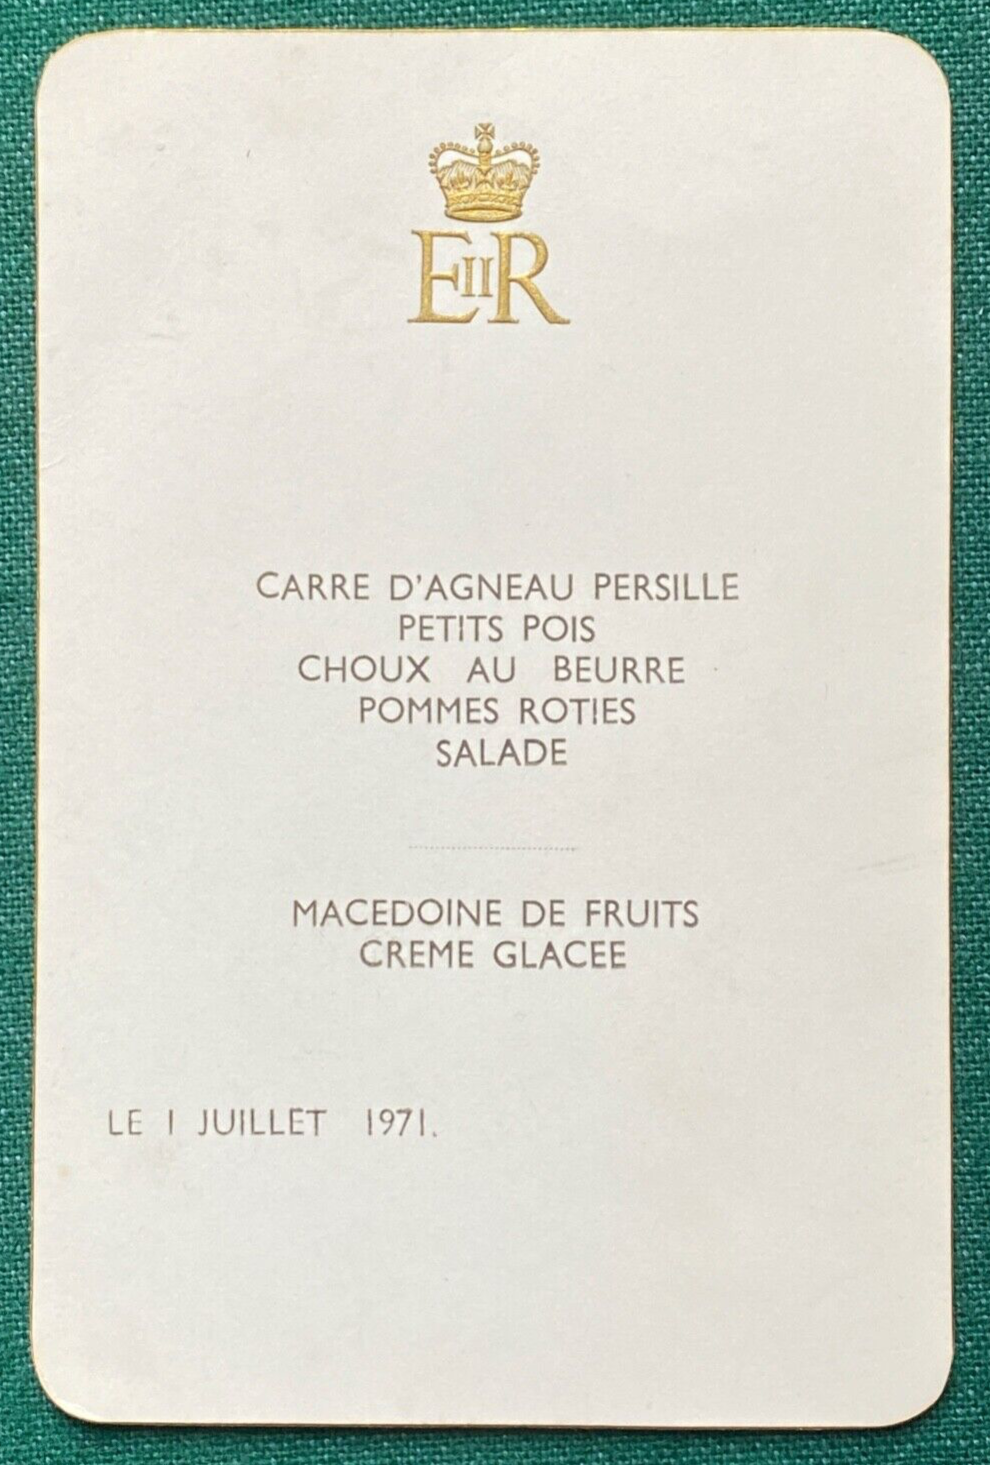 EIIR
CARRE D'AGNEAU PERSILLE
PETITS POIS
CHOUX AU BEURRE
POMMES ROTIES
SALADE
MACEDOINE DE FRUITS
CREME GLACEE
LE 1 JUILLET 1971.